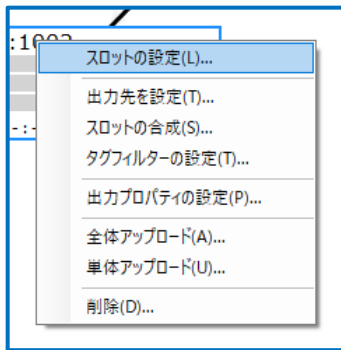 :1002
スロットの設定(L)...
出力先を設定(T)...
スロットの合成(S)...
タグフィルターの設定(T)...
出力プロパティの設定(P)...
全体アップロード(A)...
単体アップロード(U)...
-:-
削除(D)...